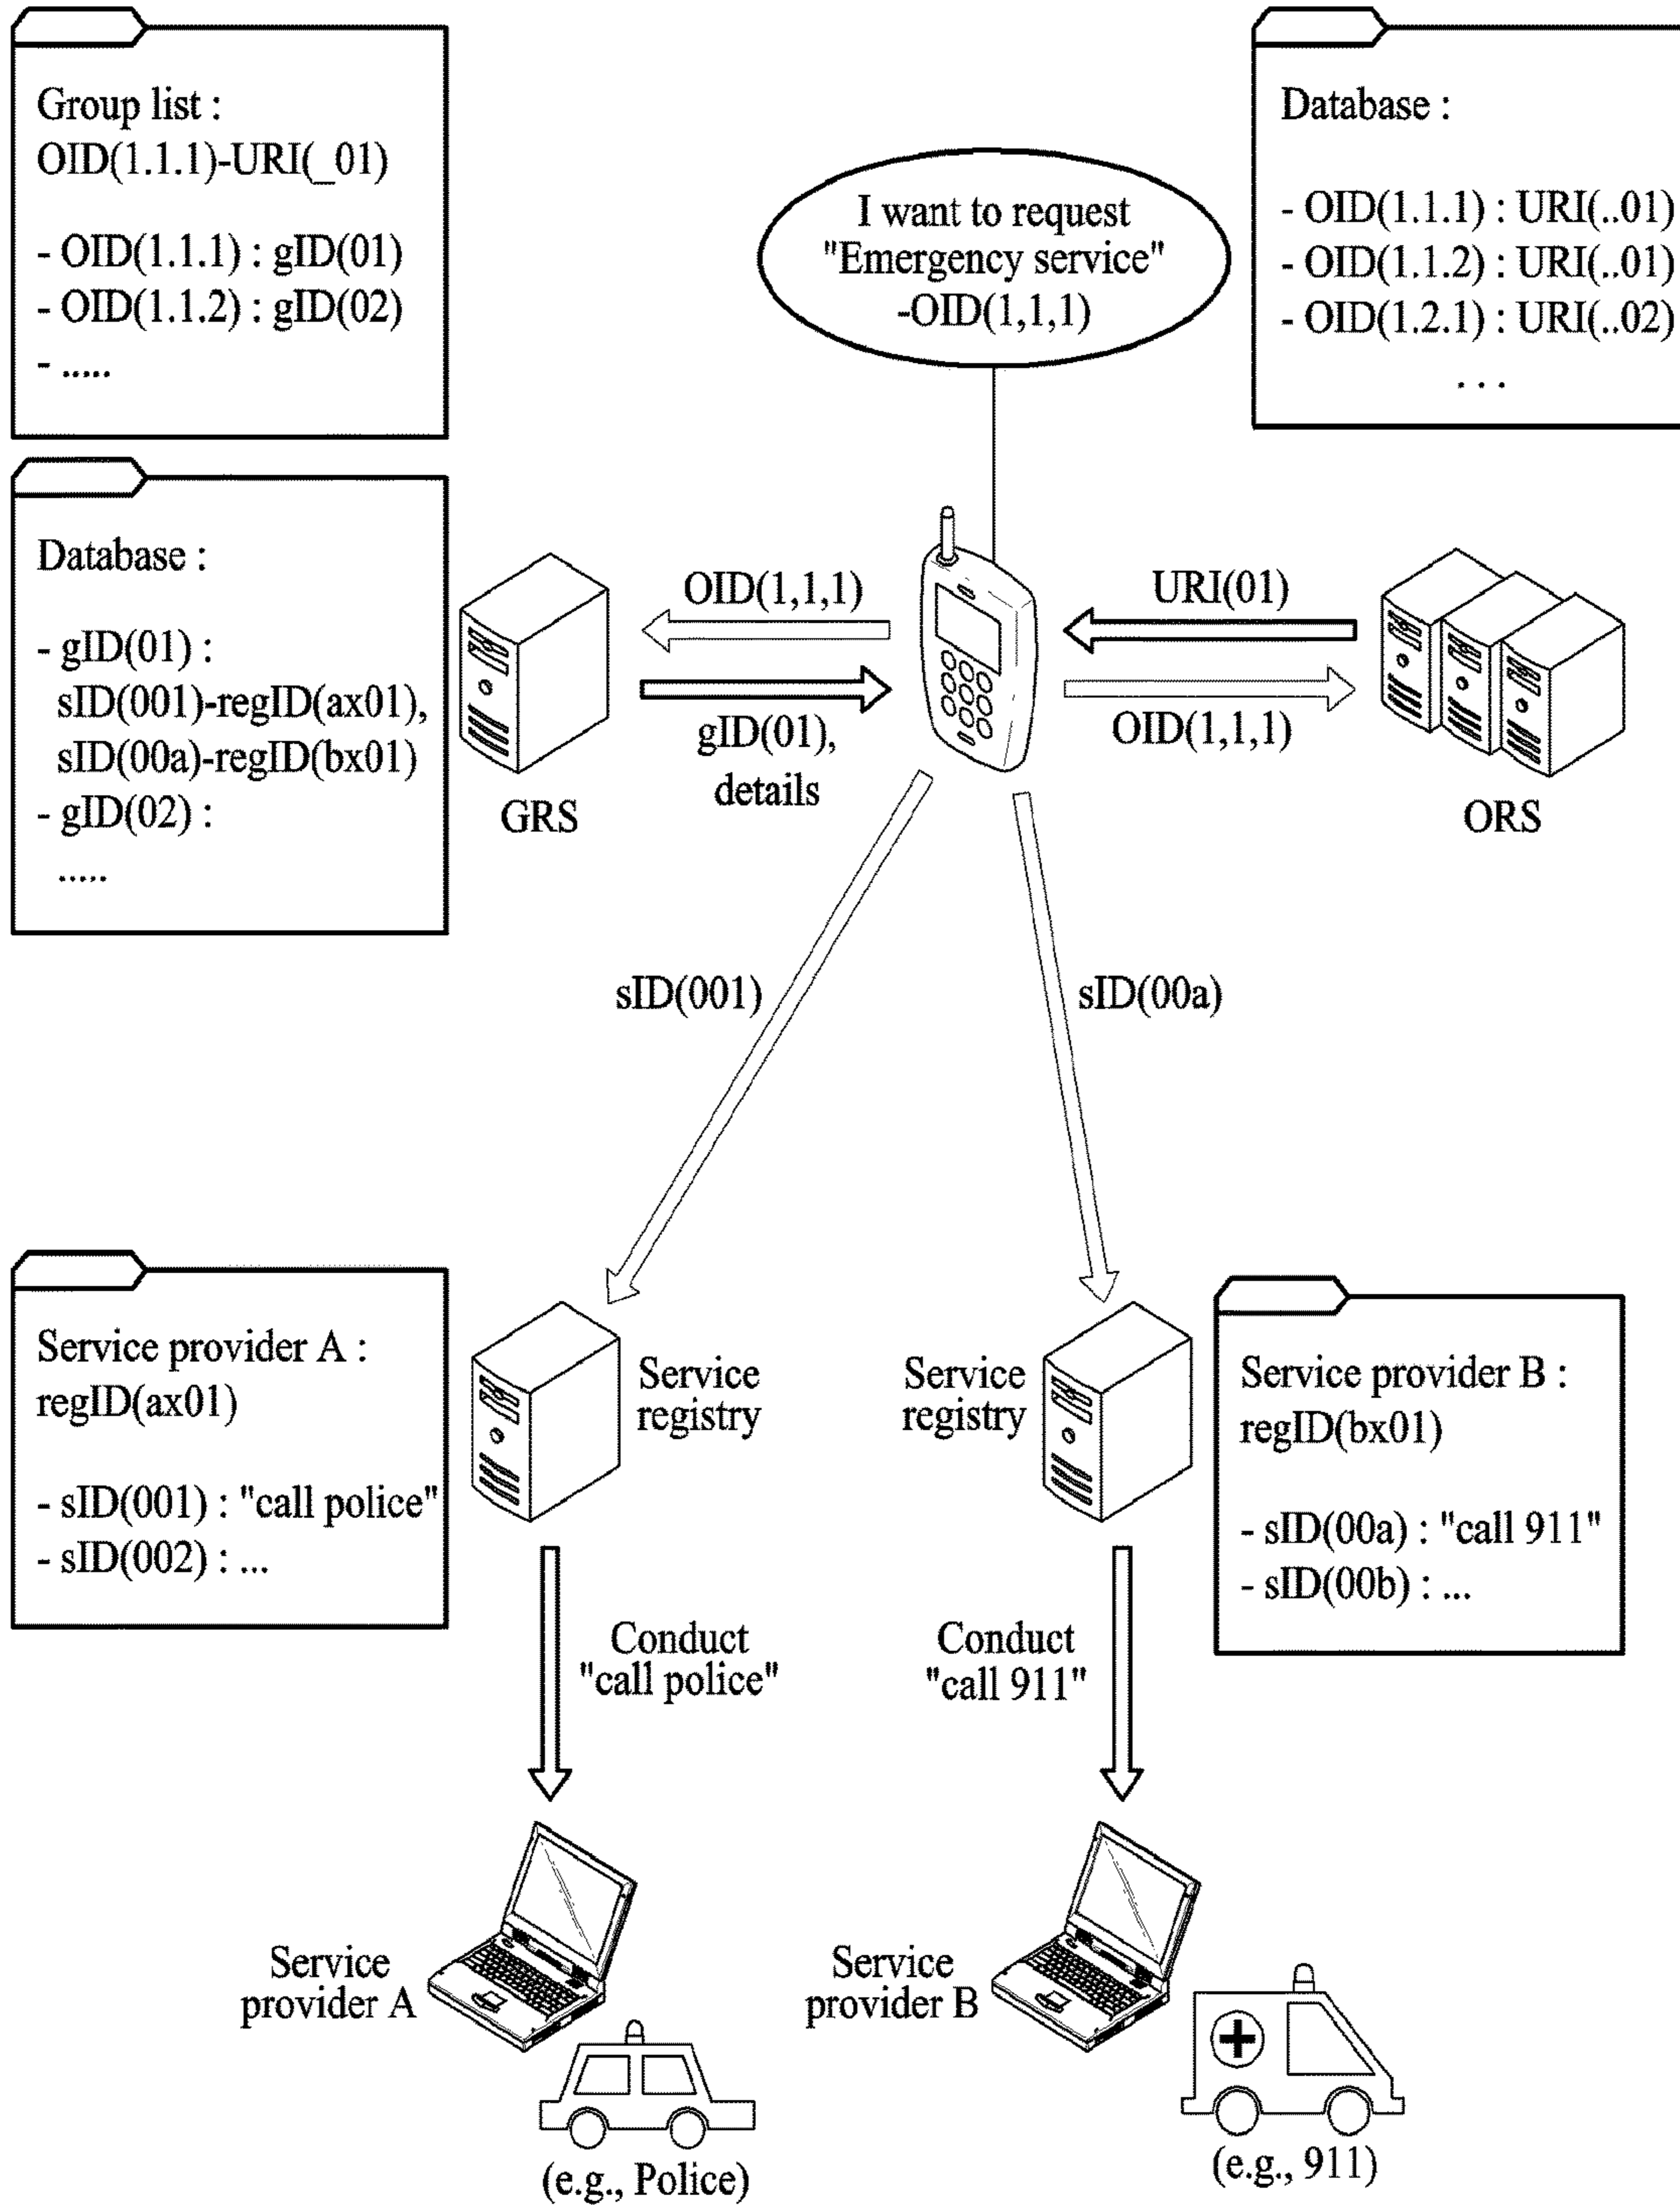 Group list :
OID(1.1.1)-URI(_01)
- OID(1.1.1) : gID(01)
- OID(1.1.2) : gID(02)
- .....
I want to request
"Emergency service"
-OID(1,1,1)
Database :
- OID(1.1.1) : URI(..01)
- OID(1.1.2) : URI(..01)
- OID(1.2.1) : URI(..02)
. . .
Database :
- gID(01) :
sID(001)-regID(ax01),
sID(00a)-regID(bx01)
- gID(02) :
.....
GRS
OID(1,1,1)
gID(01),
details
URI(01)
OID(1,1,1)
ORS
sID(001)
sID(00a)
Service provider A :
regID(ax01)
- sID(001) : "call police"
- sID(002) : ...
Service
registry
Service
registry
Service provider B :
regID(bx01)
- sID(00a) : "call 911"
- sID(00b) : ...
Conduct
"call police"
Conduct
"call 911"
Service
provider A
(e.g., Police)
Service
provider B
(e.g., 911)